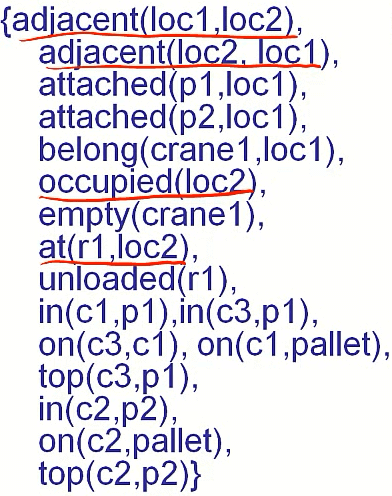 {adjacent(loc1,loc2),
adjacent(loc2, loc1),
attached(p1,loc1),
attached(p2,loc1),
belong(crane1,loc1),
occupied(loc2),
empty(crane1),
at(r1,loc2),
unloaded(r1),
in(c1,p1),in(c3,p1),
on(c3,c1), on(c1,pallet),
top(c3,p1),
in(c2,p2),
on(c2,pallet),
top(c2,p2)}